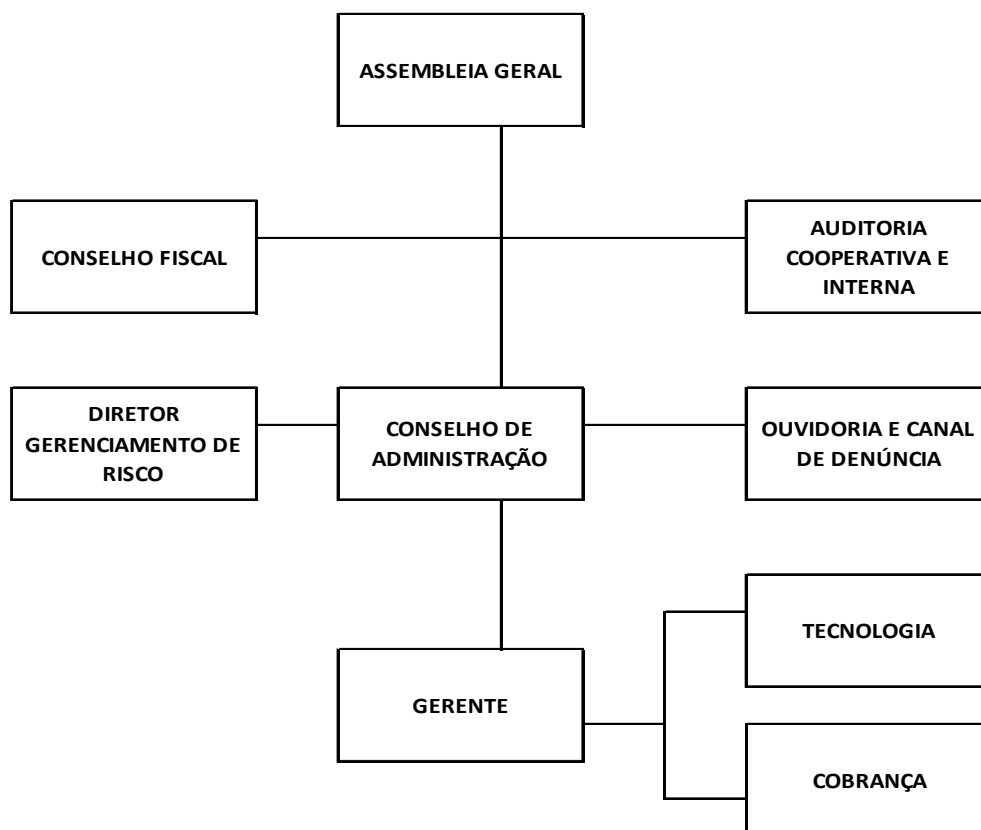 ASSEMBLEIA GERAL
CONSELHO FISCAL
AUDITORIA
COOPERATIVA E
INTERNA
DIRETOR
GERENCIAMENTO DE
RISCO
CONSELHO DE
ADMINISTRAÇÃO
OUVIDORIA E CANAL
DE DENÚNCIA
TECNOLOGIA
GERENTE
COBRANÇA